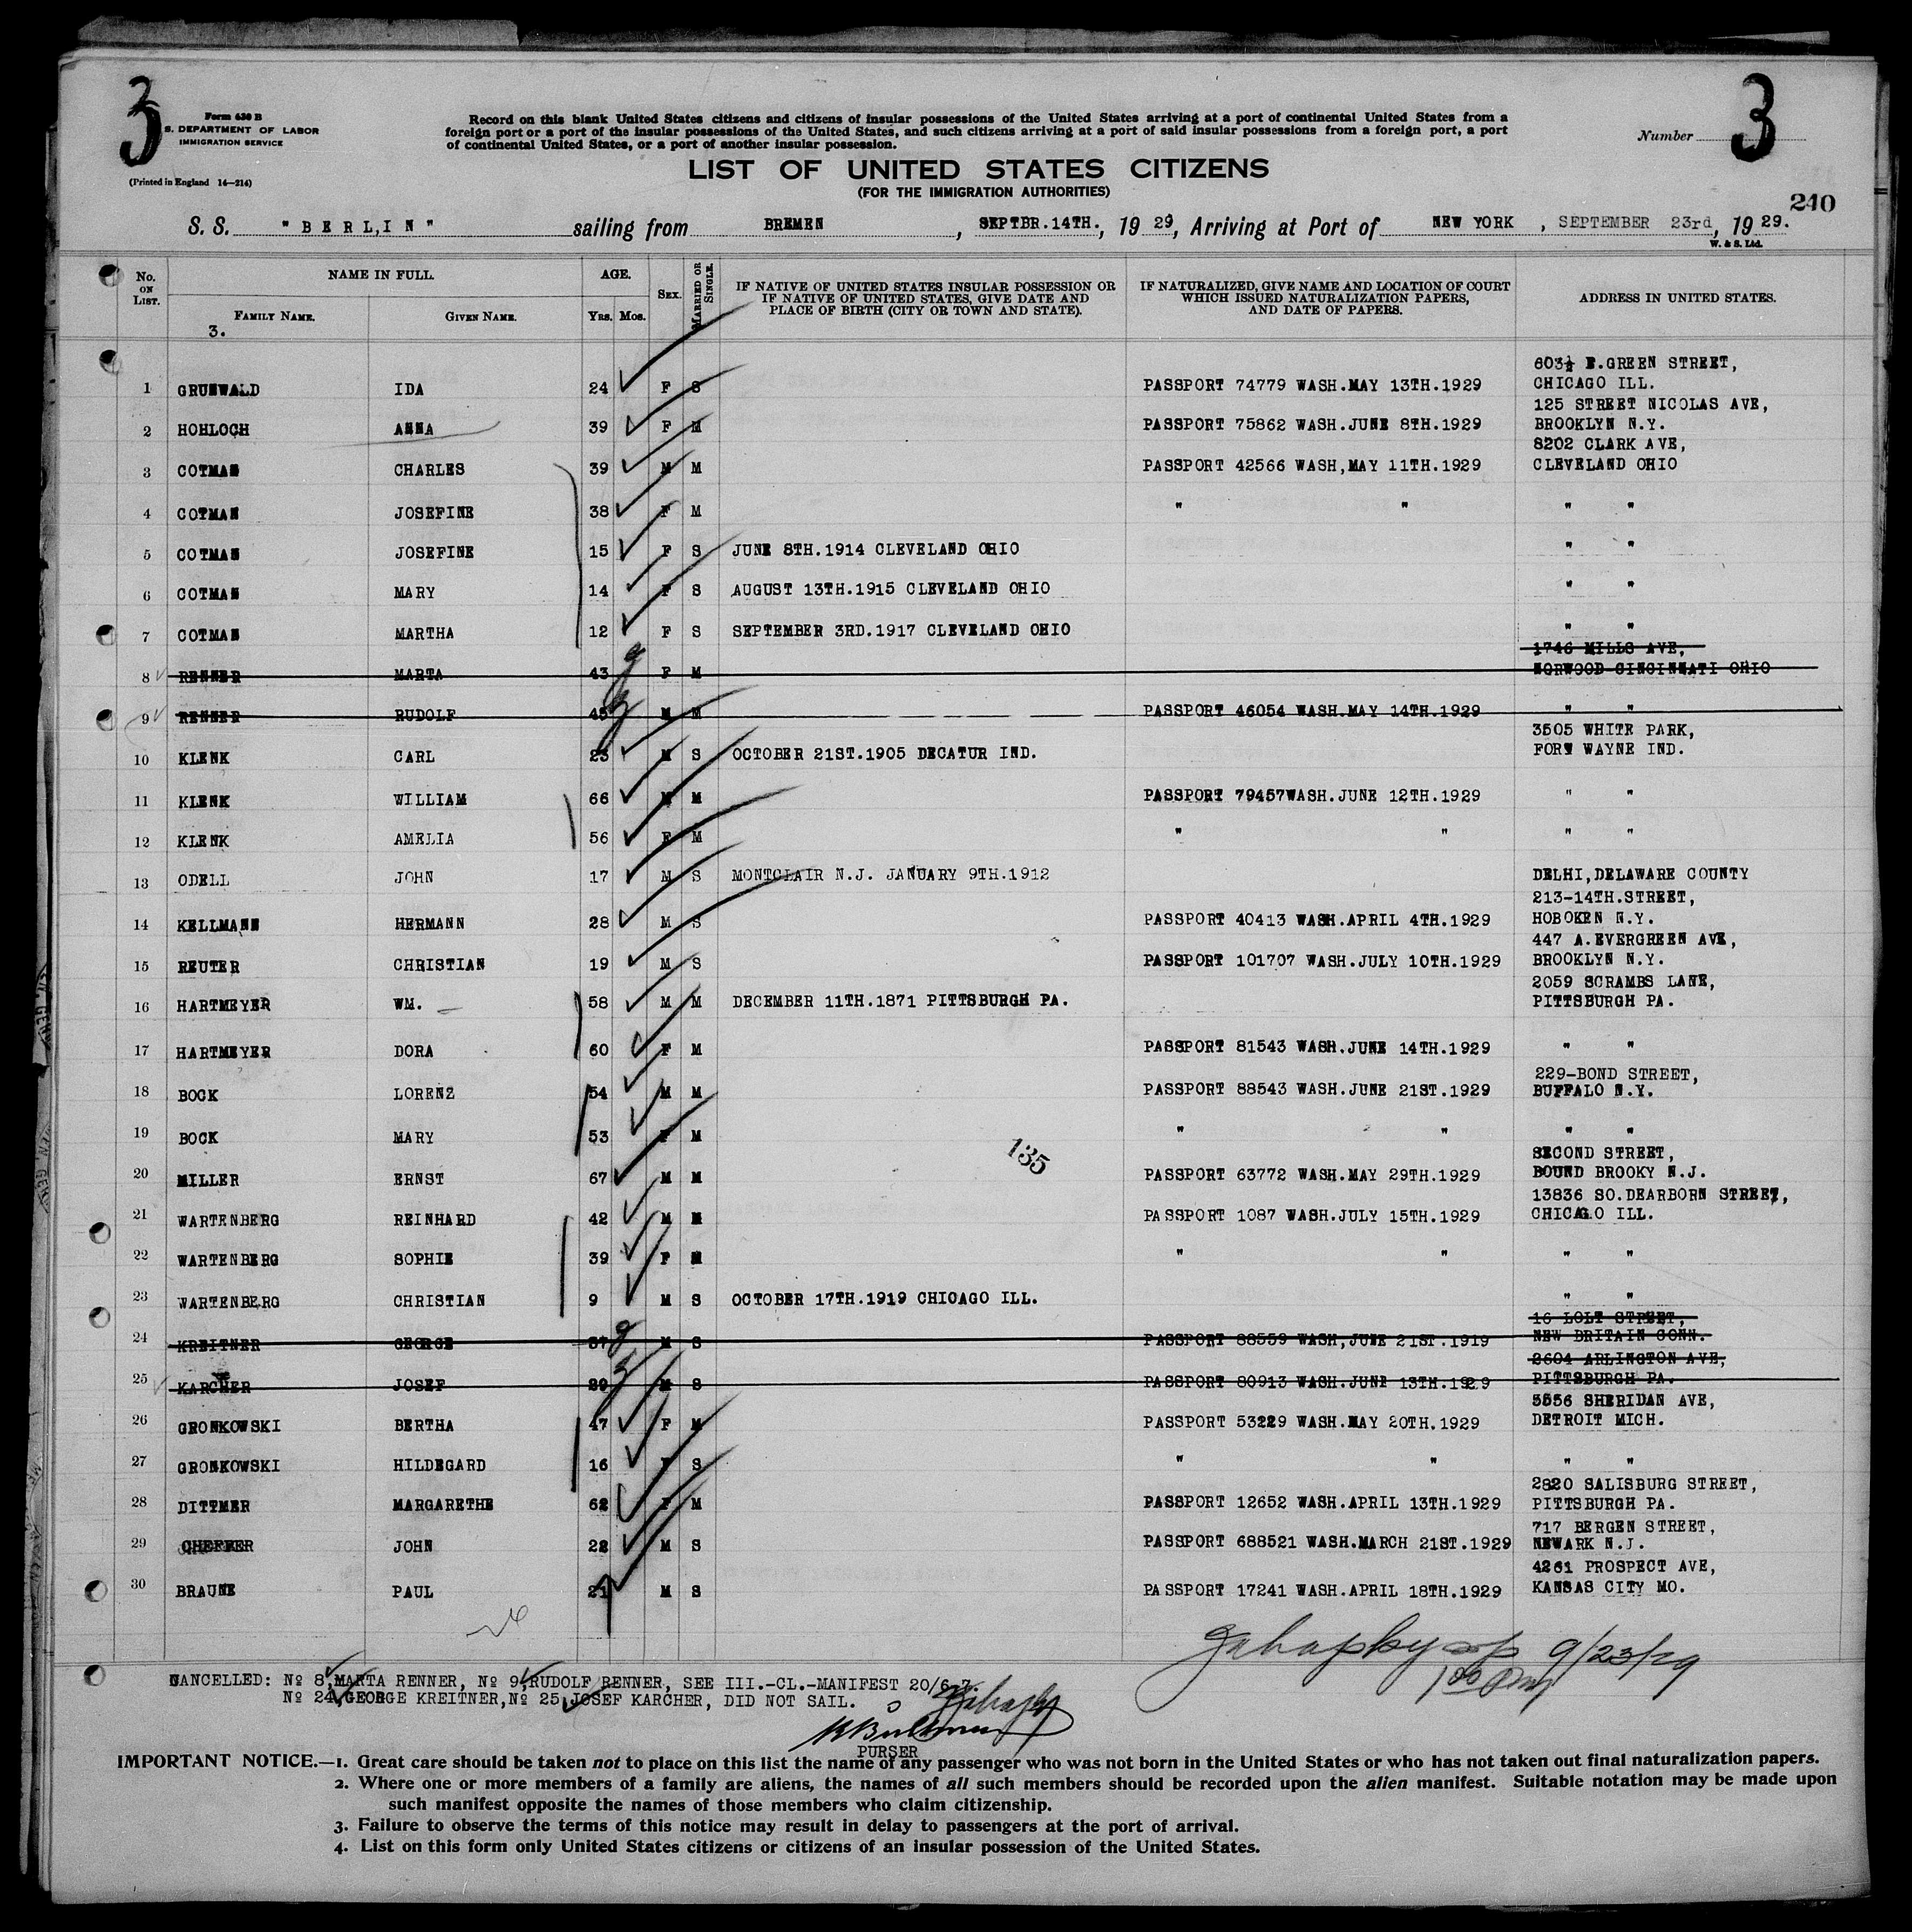 3
Form 630 B
S. DEPARTMENT OF LABOR
IMMIGRATION SERVICE
(Printed in England 14—214)
Record on this blank United States citizens and citizens of insular possessions of the United States arriving at a port of continental United States from a
foreign port or a port of the insular possessions of the United States, and such citizens arriving at a port of said insular possessions from a foreign port, a port
of continental United States, or a port of another insular possession.
Number 3
LIST OF UNITED STATES CITIZENS
(FOR THE IMMIGRATION AUTHORITIES)
240
S. S. "BERLIN" sailing from BREMEN, SEPTBR.14TH., 1929, Arriving at Port of NEW YORK, SEPTEMBER 23rd, 1929.
W. & S. Ltd.
No. ON LIST. NAME IN FULL. AGE. SEX. MARRIED OR SINGLE. IF NATIVE OF UNITED STATES INSULAR POSSESSION OR IF NATIVE OF UNITED STATES, GIVE DATE AND PLACE OF BIRTH (CITY OR TOWN AND STATE). IF NATURALIZED, GIVE NAME AND LOCATION OF COURT WHICH ISSUED NATURALIZATION PAPERS, AND DATE OF PAPERS. ADDRESS IN UNITED STATES.
FAMILY NAME. GIVEN NAME. YRS. MOS.
3.
603½ E.GREEN STREET,
1 GRUNWALD IDA 24 F S PASSPORT 74779 WASH.MAY 13TH.1929 CHICAGO ILL.
125 STREET NICOLAS AVE,
2 HOHLOCH ANNA 39 F M PASSPORT 75862 WASH.JUNE 8TH.1929 BROOKLYN N.Y.
8202 CLARK AVE,
3 COTMAN CHARLES 39 M M PASSPORT 42566 WASH,MAY 11TH.1929 CLEVELAND OHIO
4 COTMAN JOSEFINE 38 F M " " " "
5 COTMAN JOSEFINE 15 F S JUNE 8TH.1914 CLEVELAND OHIO " "
6 COTMAN MARY 14 F S AUGUST 13TH.1915 CLEVELAND OHIO " "
7 COTMAN MARTHA 12 F S SEPTEMBER 3RD.1917 CLEVELAND OHIO " "
1746 MILLS AVE,
8 RENNER MARTA 43 F M NORWOOD CINCINNATI OHIO
9 RENNER RUDOLF 45 M M PASSPORT 46054 WASH.MAY 14TH.1929 " "
3505 WHITE PARK,
10 KLENK CARL 23 M S OCTOBER 21ST.1905 DECATUR IND. FORT WAYNE IND.
11 KLENK WILLIAM 66 M M PASSPORT 79457WASH.JUNE 12TH.1929 " "
12 KLENK AMELIA 56 F M " " " "
13 ODELL JOHN 17 M S MONTCLAIR N.J. JANUARY 9TH.1912 DELHI,DELAWARE COUNTY
213-14TH.STREET,
14 KELLMANN HERMANN 28 M S PASSPORT 40413 WASH.APRIL 4TH.1929 HOBOKEN N.Y.
447 A.EVERGREEN AVE,
15 REUTER CHRISTIAN 19 M S PASSPORT 101707 WASH.JULY 10TH.1929 BROOKLYN N.Y.
2059 SCRAMBS LANE,
16 HARTMEYER WM. 58 M M DECEMBER 11TH.1871 PITTSBURGH PA. PITTSBURGH PA.
17 HARTMEYER DORA 60 F M PASSPORT 81543 WASH.JUNE 14TH.1929 " "
229-BOND STREET,
18 BOCK LORENZ 54 M M PASSPORT 88543 WASH.JUNE 21ST.1929 BUFFALO N.Y.
19 BOCK MARY 53 F M " " " "
135
SECOND STREET,
20 MILLER ERNST 67 M M PASSPORT 63772 WASH.MAY 29TH.1929 BOUND BROOKY N.J.
13836 SO.DEARBORN STREET,
21 WARTENBERG REINHARD 42 M M PASSPORT 1087 WASH.JULY 15TH.1929 CHICAGO ILL.
22 WARTENBERG SOPHIE 39 F M " " " "
23 WARTENBERG CHRISTIAN 9 M S OCTOBER 17TH.1919 CHICAGO ILL. " "
16 LOLT STREET,
24 KREITNER GEORGE 37 M S PASSPORT 88559 WASH,JUNE 21ST.1919 NEW BRITAIN CONN.
2604 ARLINGTON AVE,
25 KARCHER JOSEF 29 M S PASSPORT 80913 WASH.JUNE 13TH.1929 PITTSBURGH PA.
5556 SHERIDAN AVE,
26 GRONKOWSKI BERTHA 47 F M PASSPORT 53229 WASH.MAY 20TH.1929 DETROIT MICH.
27 GRONKOWSKI HILDEGARD 16 F S " " " "
2820 SALISBURG STREET,
28 DITTMER MARGARETHE 62 F M PASSPORT 12652 WASH.APRIL 13TH.1929 PITTSBURGH PA.
717 BERGEN STREET,
29 JOHN 22 M S PASSPORT 688521 WASH.MARCH 21ST.1929 NEWARK N.J.
4261 PROSPECT AVE,
30 BRAUNE PAUL 21 M S PASSPORT 17241 WASH.APRIL 18TH.1929 KANSAS CITY MO.
9/23/29
CANCELLED: No 8,MARTA RENNER, No 9,RUDOLF RENNER, SEE III.-CL.-MANIFEST 20/6-7.
No 24,GEORGE KREITNER,No 25,JOSEF KARCHER, DID NOT SAIL.
PURSER
IMPORTANT NOTICE.—1. Great care should be taken not to place on this list the name of any passenger who was not born in the United States or who has not taken out final naturalization papers.
2. Where one or more members of a family are aliens, the names of all such members should be recorded upon the alien manifest. Suitable notation may be made upon
such manifest opposite the names of those members who claim citizenship.
3. Failure to observe the terms of this notice may result in delay to passengers at the port of arrival.
4. List on this form only United States citizens or citizens of an insular possession of the United States.